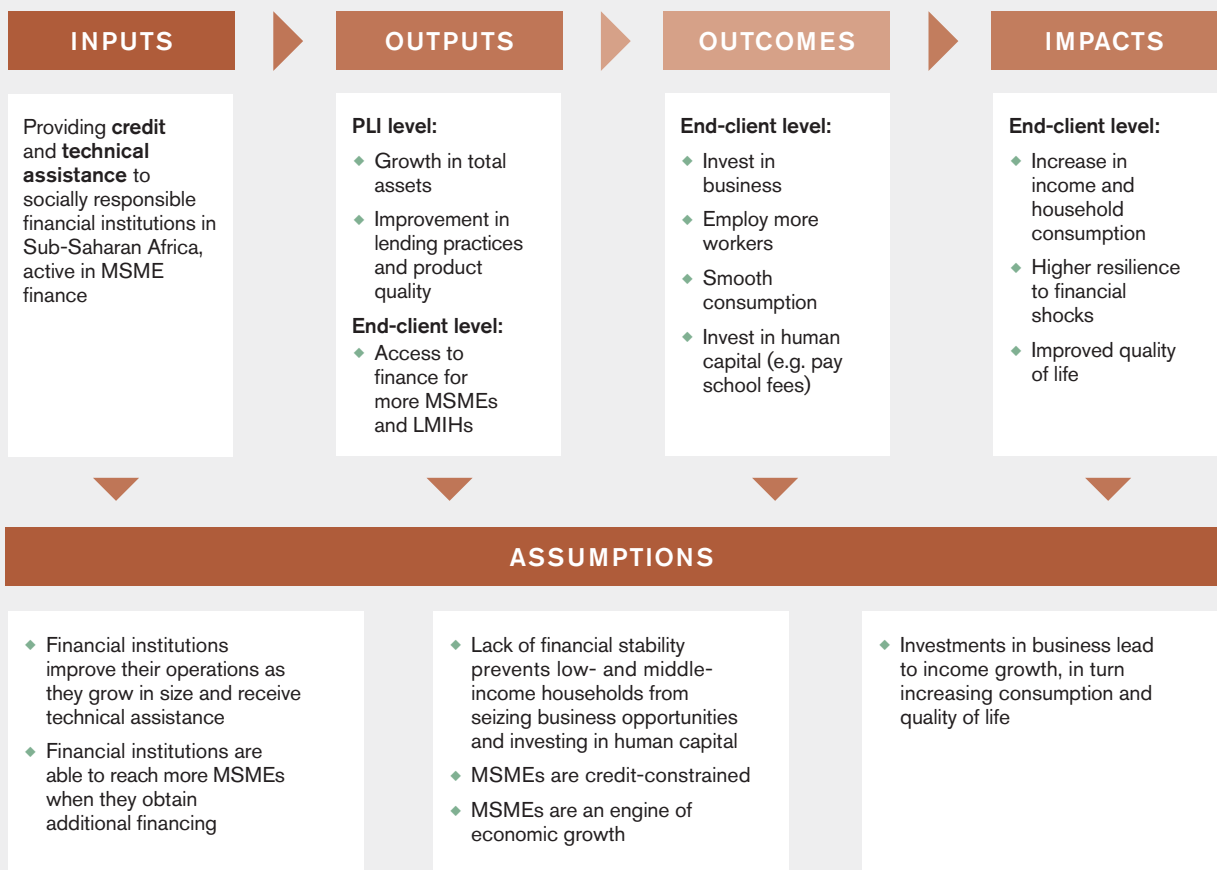 INPUTS
OUTPUTS
OUTCOMES
IMPACTS
Providing credit
and technical
assistance to
socially responsible
financial institutions in
Sub-Saharan Africa,
active in MSME
finance
PLI level:
Growth in total
assets
Improvement in
lending practices
and product
quality
End-client level:
Access to
finance for
more MSMEs
and LMIHs
End-client level:
Invest in
business
Employ more
workers
Smooth
consumption
Invest in human
capital (e.g. pay
school fees)
End-client level:
Increase in
income and
household
consumption
Higher resilience
to financial
shocks
Improved quality
of life
ASSUMPTIONS
Financial institutions
improve their operations as
they grow in size and receive
technical assistance
Financial institutions are
able to reach more MSMEs
when they obtain
additional financing
Lack of financial stability
prevents low- and middle-
income households from
seizing business opportunities
and investing in human capital
MSMEs are credit-constrained
MSMEs are an engine of
economic growth
Investments in business lead
to income growth, in turn
increasing consumption and
quality of life